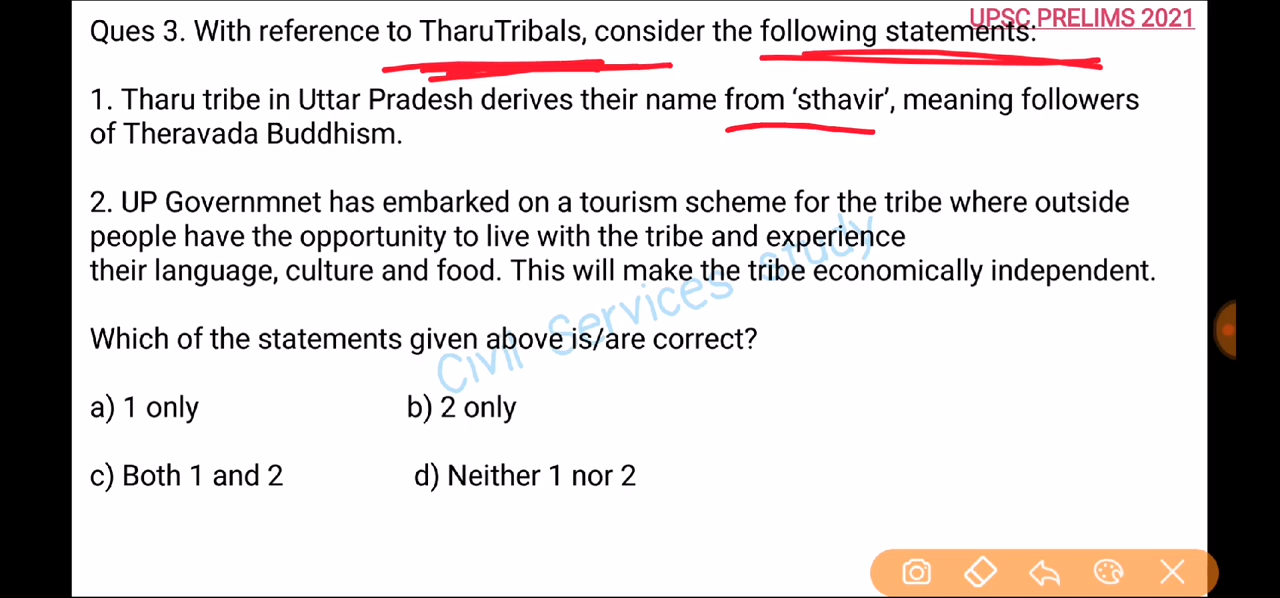 UPSC PRELIMS 2021
Ques 3. With reference to TharuTribals, consider the following statements:
1. Tharu tribe in Uttar Pradesh derives their name from ‘sthavir’, meaning followers
of Theravada Buddhism.
2. UP Governmnet has embarked on a tourism scheme for the tribe where outside
people have the opportunity to live with the tribe and experience
their language, culture and food. This will make the tribe economically independent.
Which of the statements given above is/are correct?
a) 1 only b) 2 only
c) Both 1 and 2 d) Neither 1 nor 2
Civil Services Study